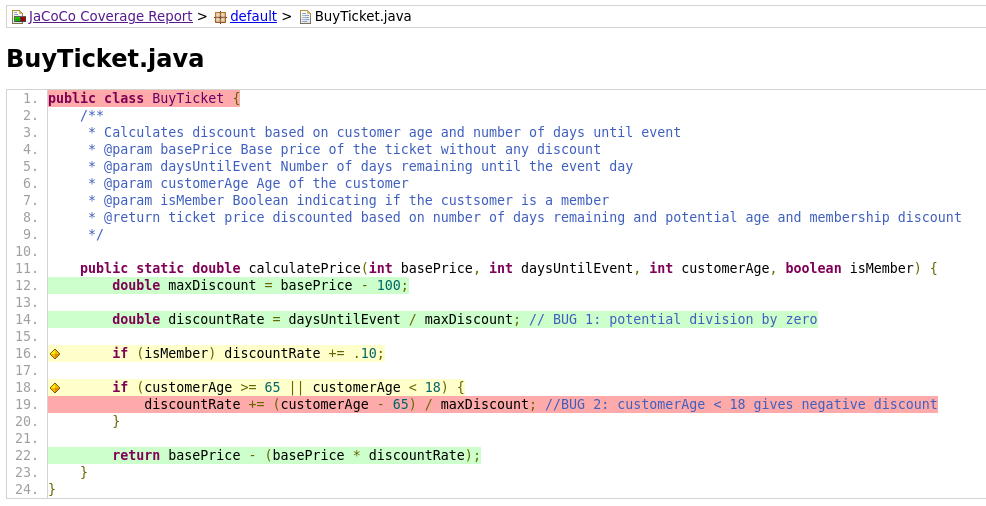 JaCoCo Coverage Report > default > BuyTicket.java
BuyTicket.java
1. public class BuyTicket {
2.     /**
3.      * Calculates discount based on customer age and number of days until event
4.      * @param basePrice Base price of the ticket without any discount
5.      * @param daysUntilEvent Number of days remaining until the event day
6.      * @param customerAge Age of the customer
7.      * @param isMember Boolean indicating if the custsomer is a member
8.      * @return ticket price discounted based on number of days remaining and potential age and membership discount
9.      */
10.
11.     public static double calculatePrice(int basePrice, int daysUntilEvent, int customerAge, boolean isMember) {
12.         double maxDiscount = basePrice - 100;
13.
14.         double discountRate = daysUntilEvent / maxDiscount; // BUG 1: potential division by zero
15.
16.         if (isMember) discountRate += .10;
17.
18.         if (customerAge >= 65 || customerAge < 18) {
19.             discountRate += (customerAge - 65) / maxDiscount; //BUG 2: customerAge < 18 gives negative discount
20.         }
21.
22.         return basePrice - (basePrice * discountRate);
23.     }
24. }